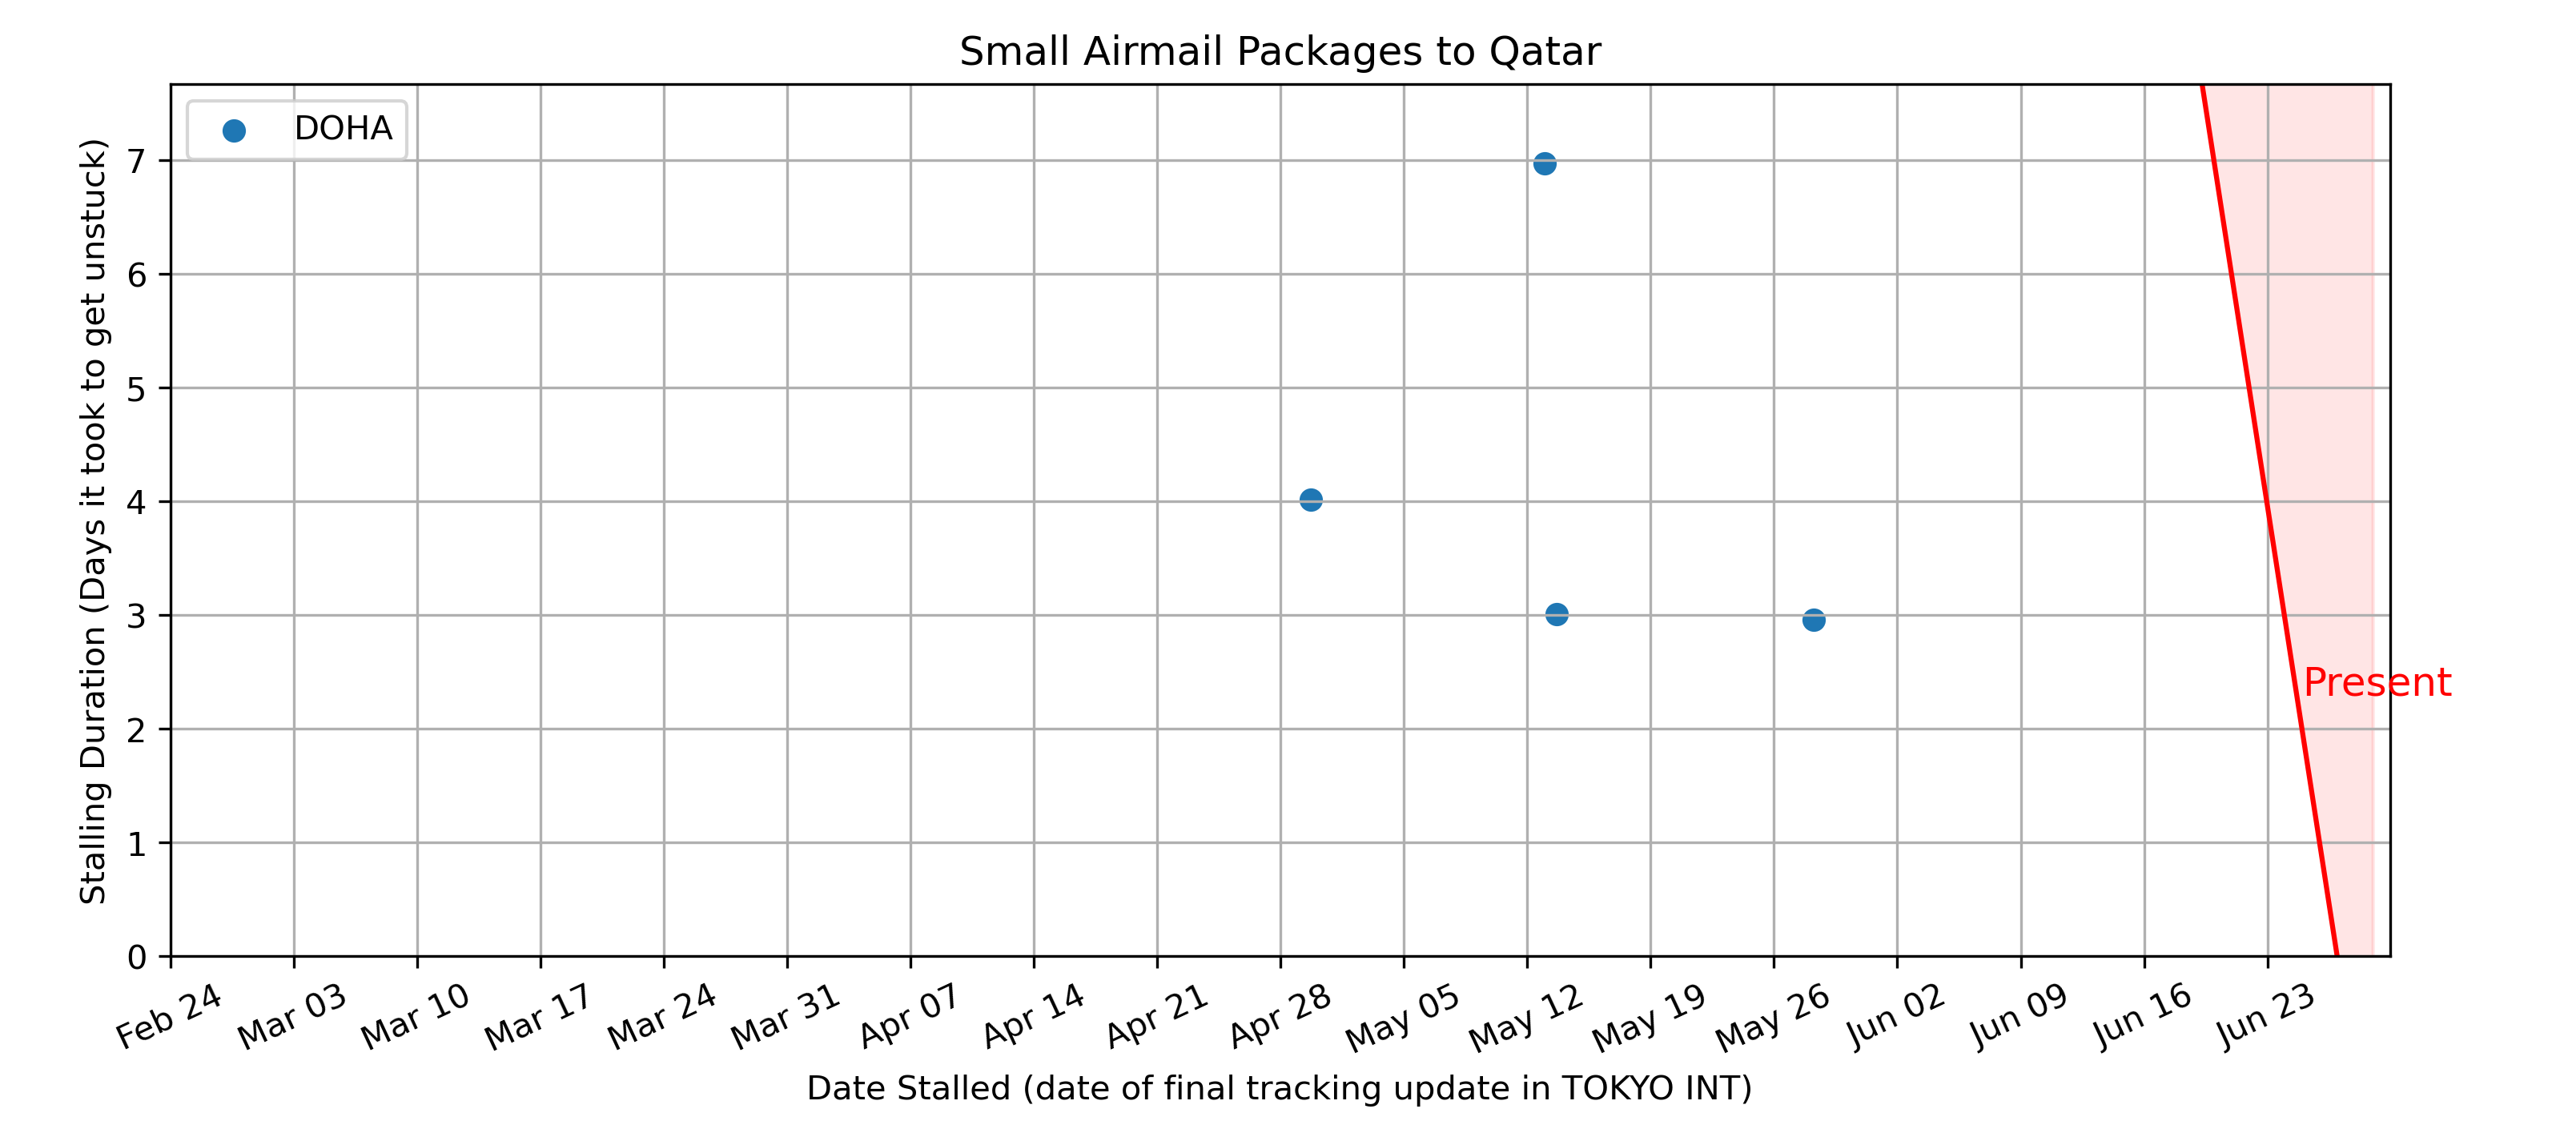 Small Airmail Packages to Qatar
DOHA
Stalling Duration (Days it took to get unstuck)
7
6
5
4
3
2
1
0
Present
Feb 24 Mar 03 Mar 10 Mar 17 Mar 24 Mar 31 Apr 07 Apr 14 Apr 21 Apr 28 May 05 May 12 May 19 May 26 Jun 02 Jun 09 Jun 16 Jun 23
Date Stalled (date of final tracking update in TOKYO INT)